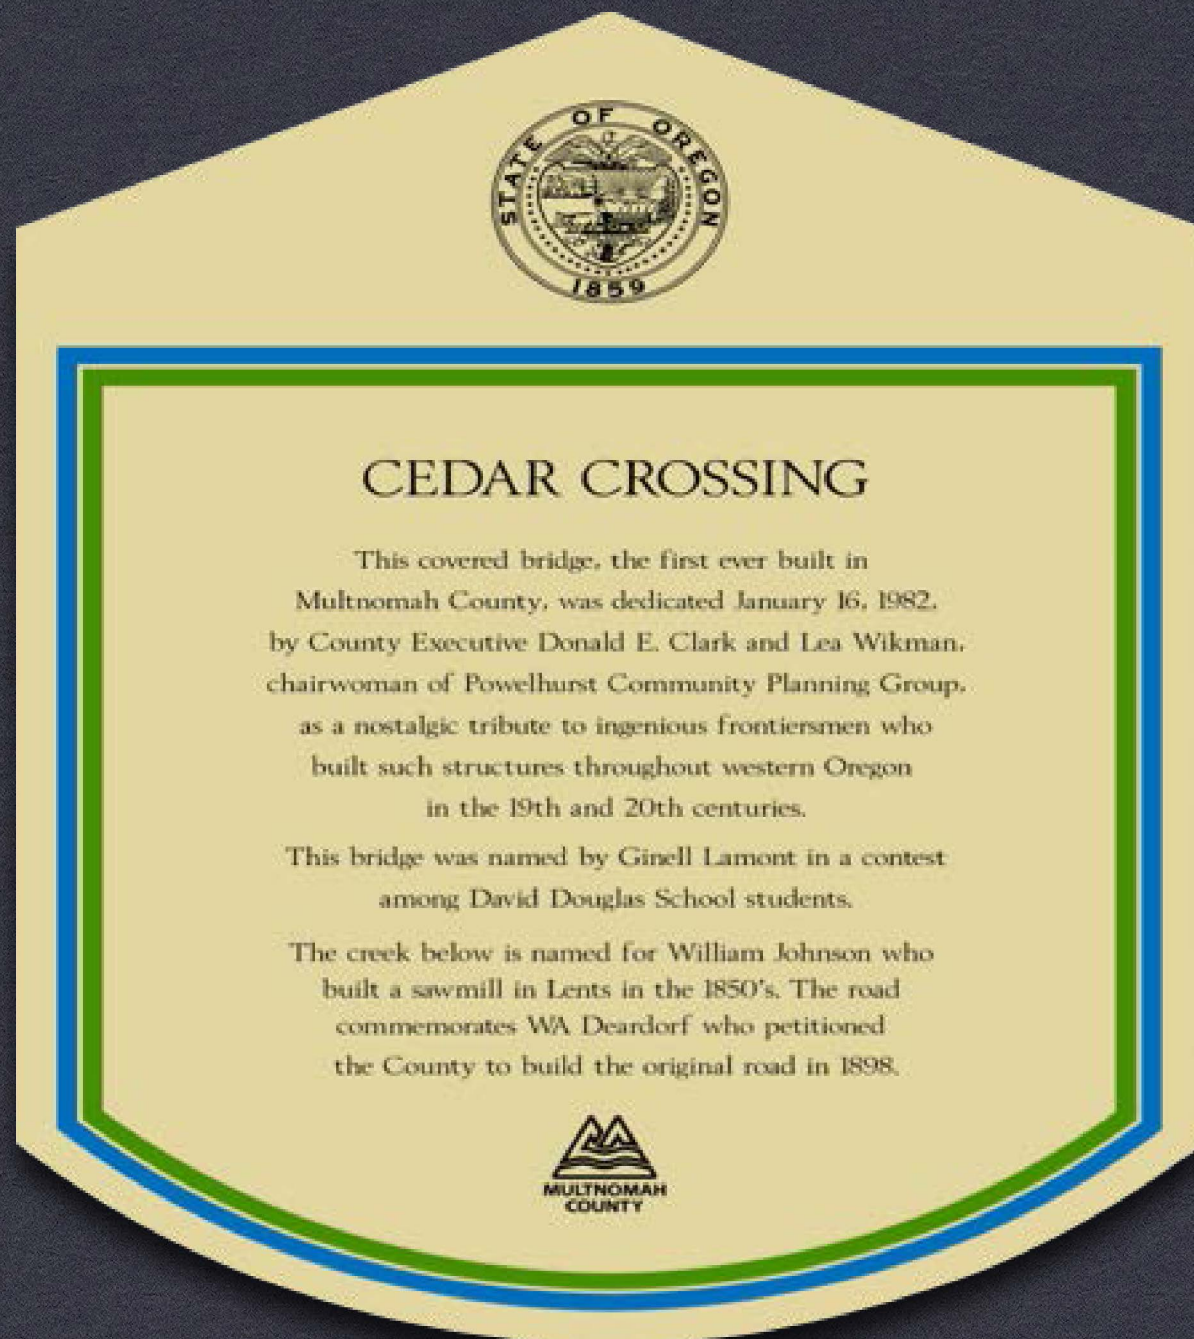 STATE OF OREGON
1859
CEDAR CROSSING
This covered bridge, the first ever built in
Multnomah County, was dedicated January 16, 1982,
by County Executive Donald E. Clark and Lea Wikman,
chairwoman of Powelhurst Community Planning Group,
as a nostalgic tribute to ingenious frontiersmen who
built such structures throughout western Oregon
in the 19th and 20th centuries.
This bridge was named by Ginell Lamont in a contest
among David Douglas School students.
The creek below is named for William Johnson who
built a sawmill in Lents in the 1850's. The road
commemorates WA Deardorf who petitioned
the County to build the original road in 1898.
MULTNOMAH
COUNTY